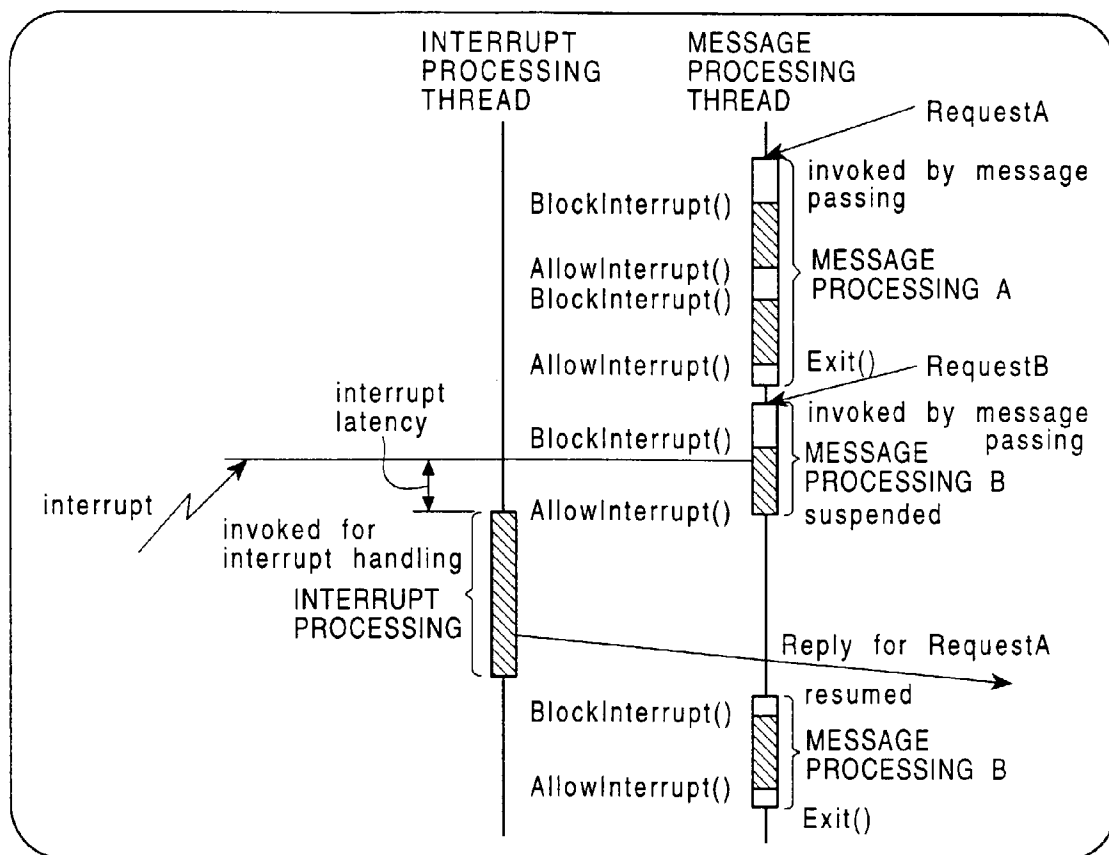 INTERRUPT
PROCESSING
THREAD
MESSAGE
PROCESSING
THREAD
RequestA
invoked by message
passing
BlockInterrupt()
AllowInterrupt()
MESSAGE
PROCESSING A
BlockInterrupt()
AllowInterrupt()
Exit()
RequestB
interrupt
latency
invoked by message
passing
BlockInterrupt()
MESSAGE
PROCESSING B
interrupt
AllowInterrupt()
suspended
invoked for
interrupt handling
INTERRUPT
PROCESSING
Reply for RequestA
resumed
BlockInterrupt()
MESSAGE
PROCESSING B
AllowInterrupt()
Exit()